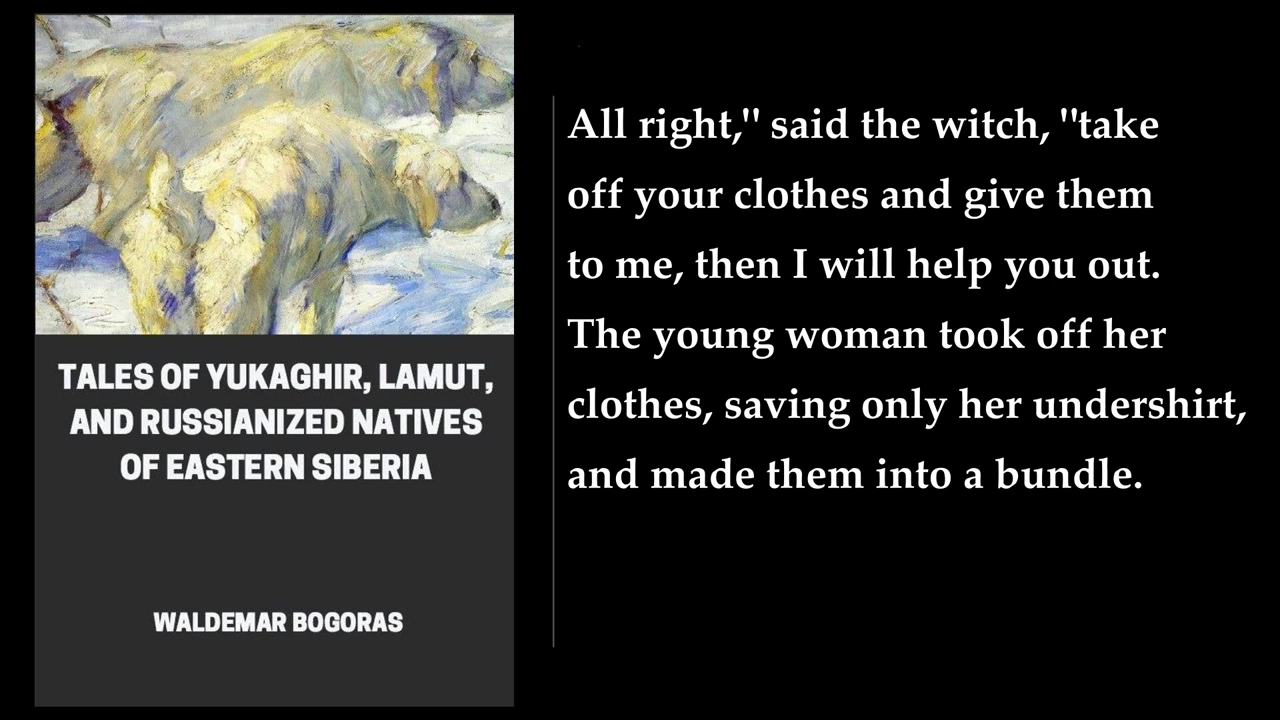 TALES OF YUKAGHIR, LAMUT,
AND RUSSIANIZED NATIVES
OF EASTERN SIBERIA
WALDEMAR BOGORAS
All right," said the witch, "take
off your clothes and give them
to me, then I will help you out.
The young woman took off her
clothes, saving only her undershirt,
and made them into a bundle.